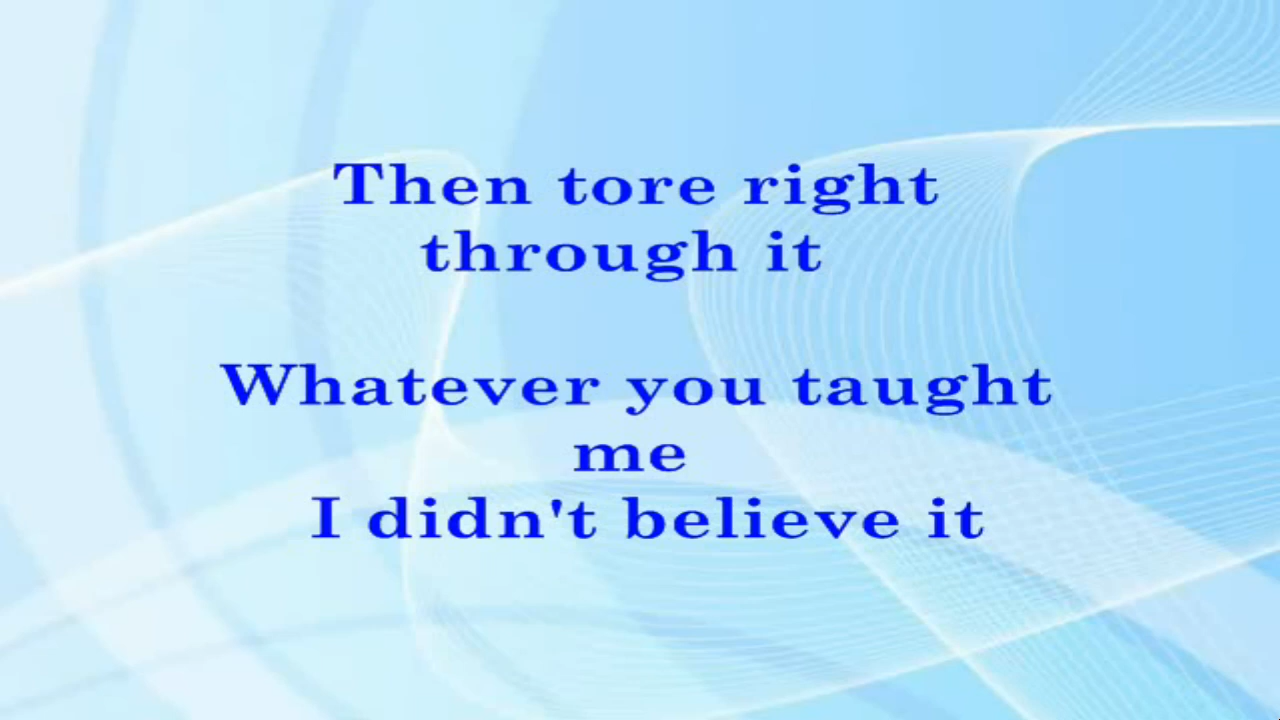 Then tore right
through it
Whatever you taught
me
I didn't believe it